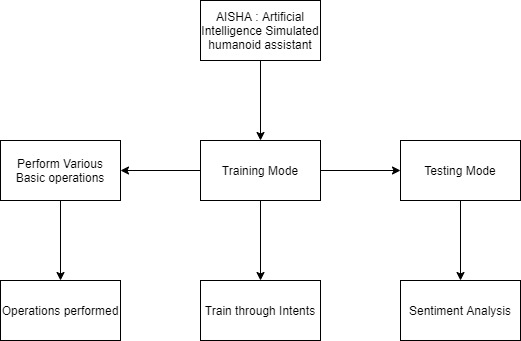 AISHA : Artificial
Intelligence Simulated
humanoid assistant
Perform Various
Basic operations
Training Mode
Testing Mode
Operations performed
Train through Intents
Sentiment Analysis